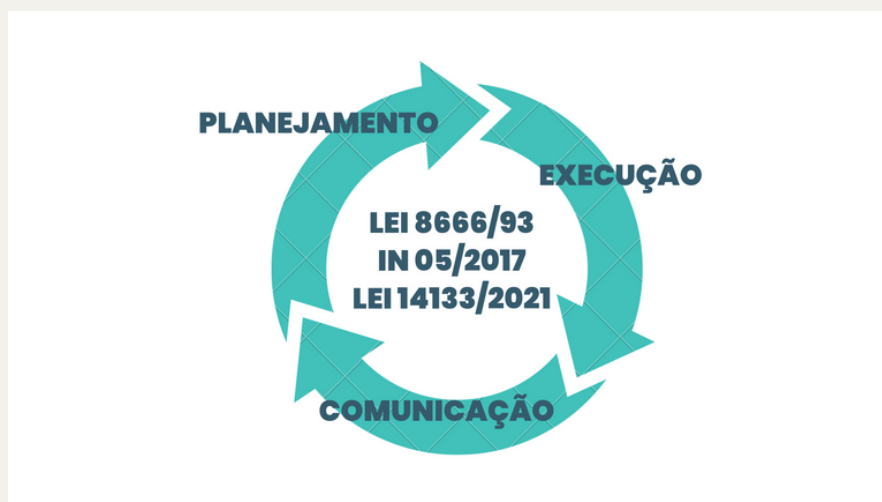 PLANEJAMENTO
EXECUÇÃO
LEI 8666/93
IN 05/2017
LEI 14133/2021
COMUNICAÇÃO